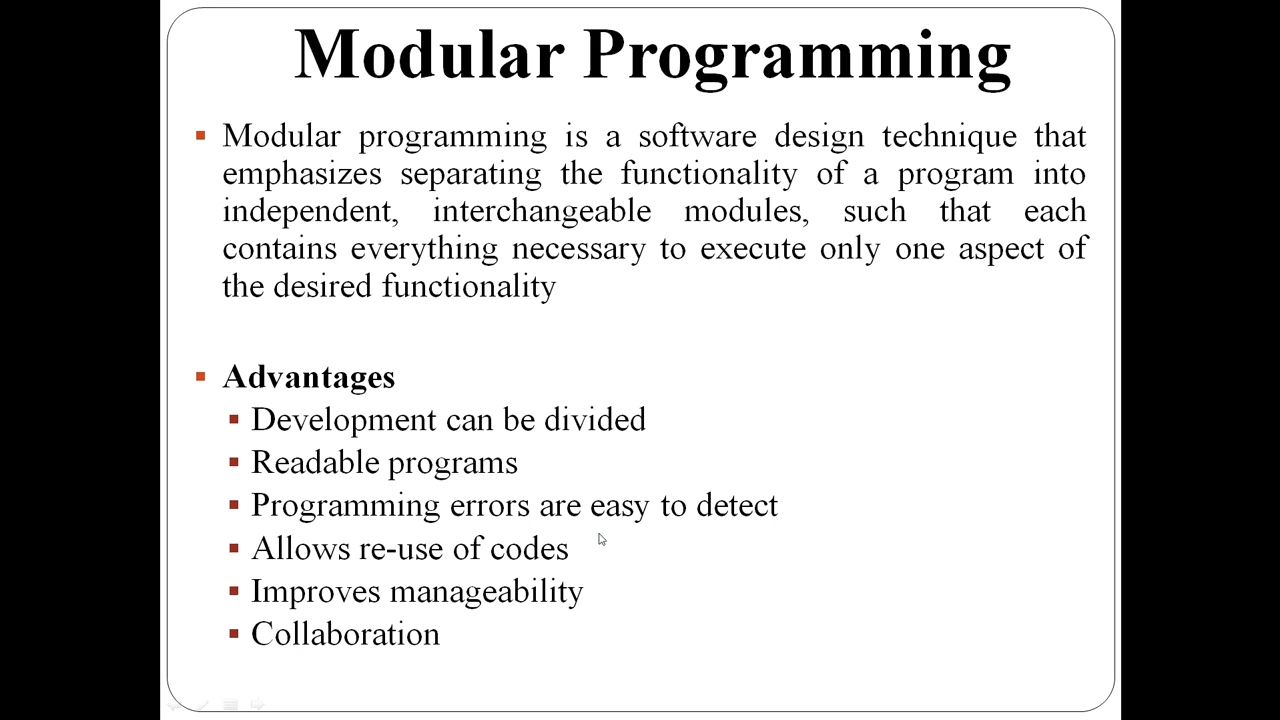 Modular Programming
Modular programming is a software design technique that
emphasizes separating the functionality of a program into
independent, interchangeable modules, such that each
contains everything necessary to execute only one aspect of
the desired functionality
Advantages
Development can be divided
Readable programs
Programming errors are easy to detect
Allows re-use of codes
Improves manageability
Collaboration